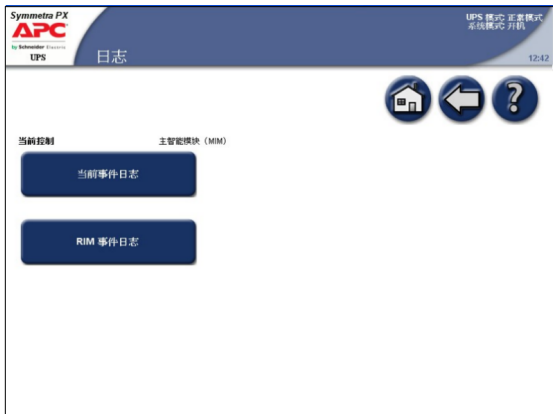 Symmetra PX
APC
by Schneider Electric
UPS
日志
UPS 模式 正常模式
系统模式 开机
12:42
当前控制
主智能模块（MIM）
当前事件日志
RIM 事件日志